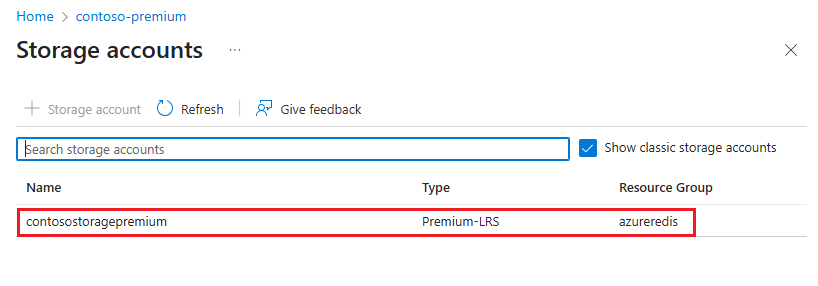 Home > contoso-premium
Storage accounts ...
+ Storage account Refresh | Give feedback
Search storage accounts Show classic storage accounts
Name Type Resource Group
contosostoragepremium Premium-LRS azureredis